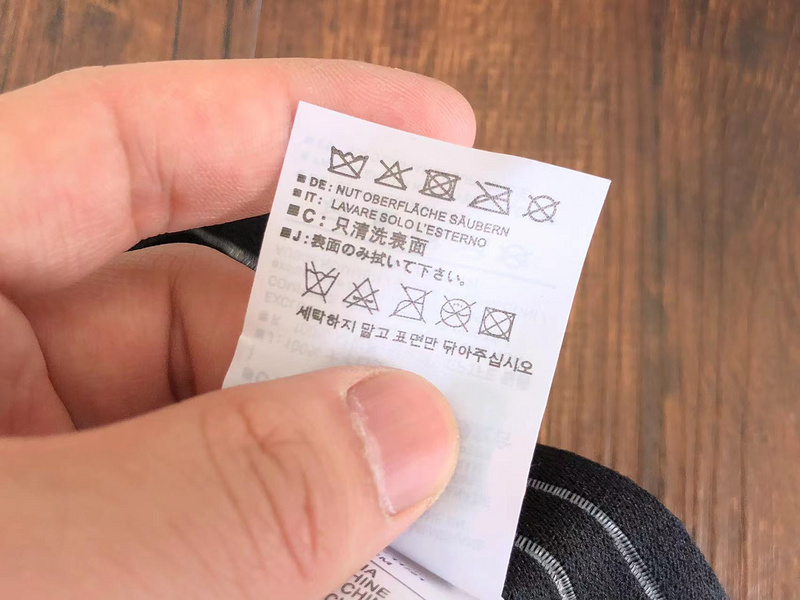 DE: NUT OBERFLÄCHE SÄUBERN
IT: LAVARE SOLO L'ESTERNO
C: 只清洗表面
J:表面のみ拭いて下さい。
세탁하지 말고 표면만 닦아주십시오